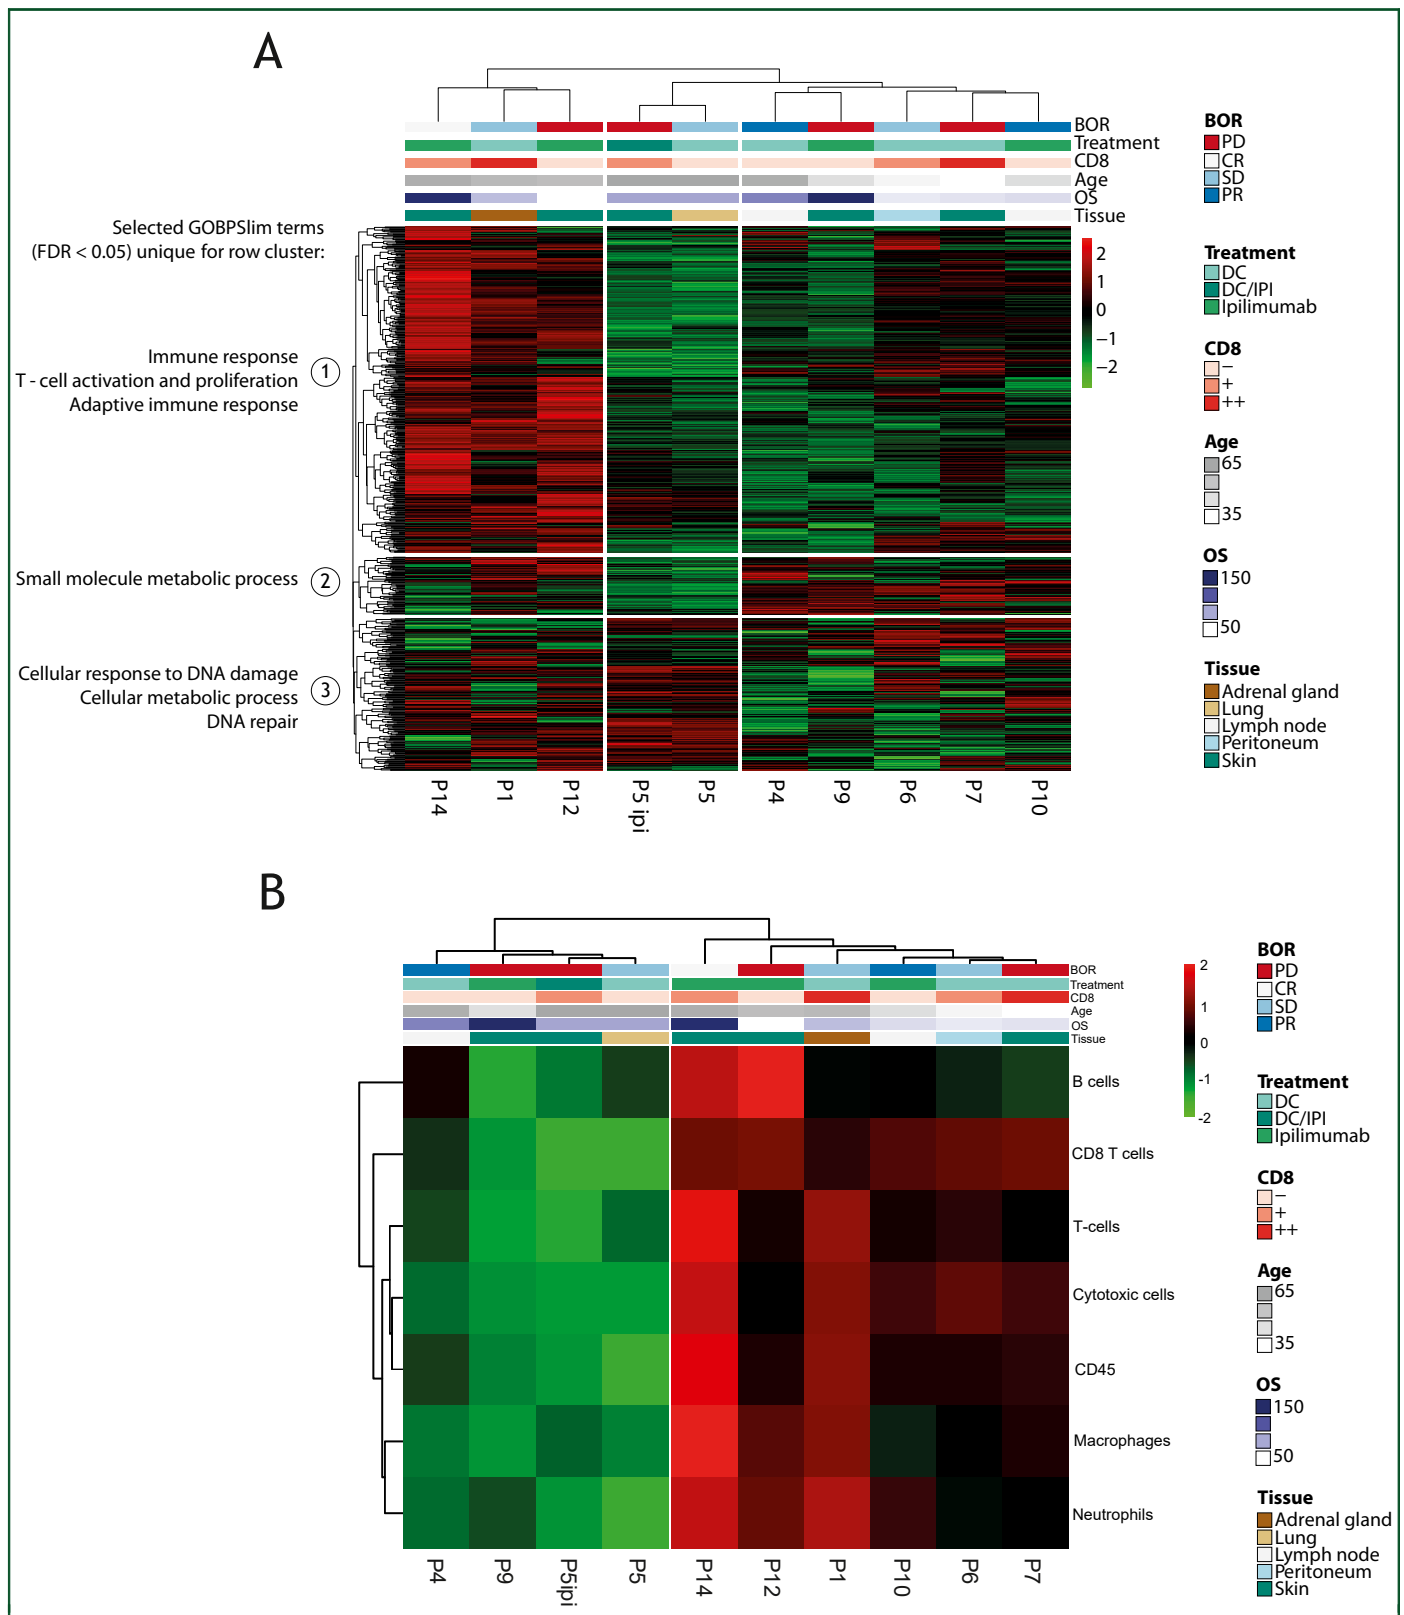 A
BOR
Treatment
CD8
Age
OS
Tissue
Selected GOBPSlim terms
(FDR < 0.05) unique for row cluster:
Immune response
T - cell activation and proliferation
Adaptive immune response
1
Small molecule metabolic process
2
Cellular response to DNA damage
Cellular metabolic process
DNA repair
3
2
1
0
−1
−2
P14
P1
P12
P5 ipi
P5
P4
P9
P6
P7
P10
BOR
PD
CR
SD
PR
Treatment
DC
DC/IPI
Ipilimumab
CD8
−
+
++
Age
65
35
OS
150
50
Tissue
Adrenal gland
Lung
Lymph node
Peritoneum
Skin
B
BOR
Treatment
CD8
Age
OS
Tissue
B cells
CD8 T cells
T-cells
Cytotoxic cells
CD45
Macrophages
Neutrophils
2
1
0
-1
-2
P4
P9
P5ipi
P5
P14
P12
P1
P10
P6
P7
BOR
PD
CR
SD
PR
Treatment
DC
DC/IPI
Ipilimumab
CD8
−
+
++
Age
65
35
OS
150
50
Tissue
Adrenal gland
Lung
Lymph node
Peritoneum
Skin